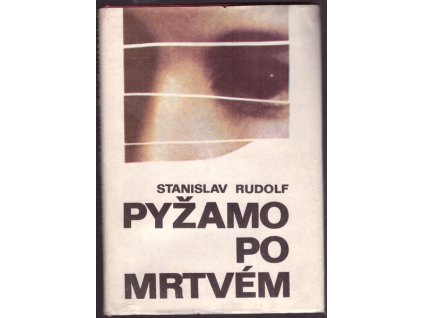 STANISLAV RUDOLF
PYŽAMO
PO
MRTVÉM